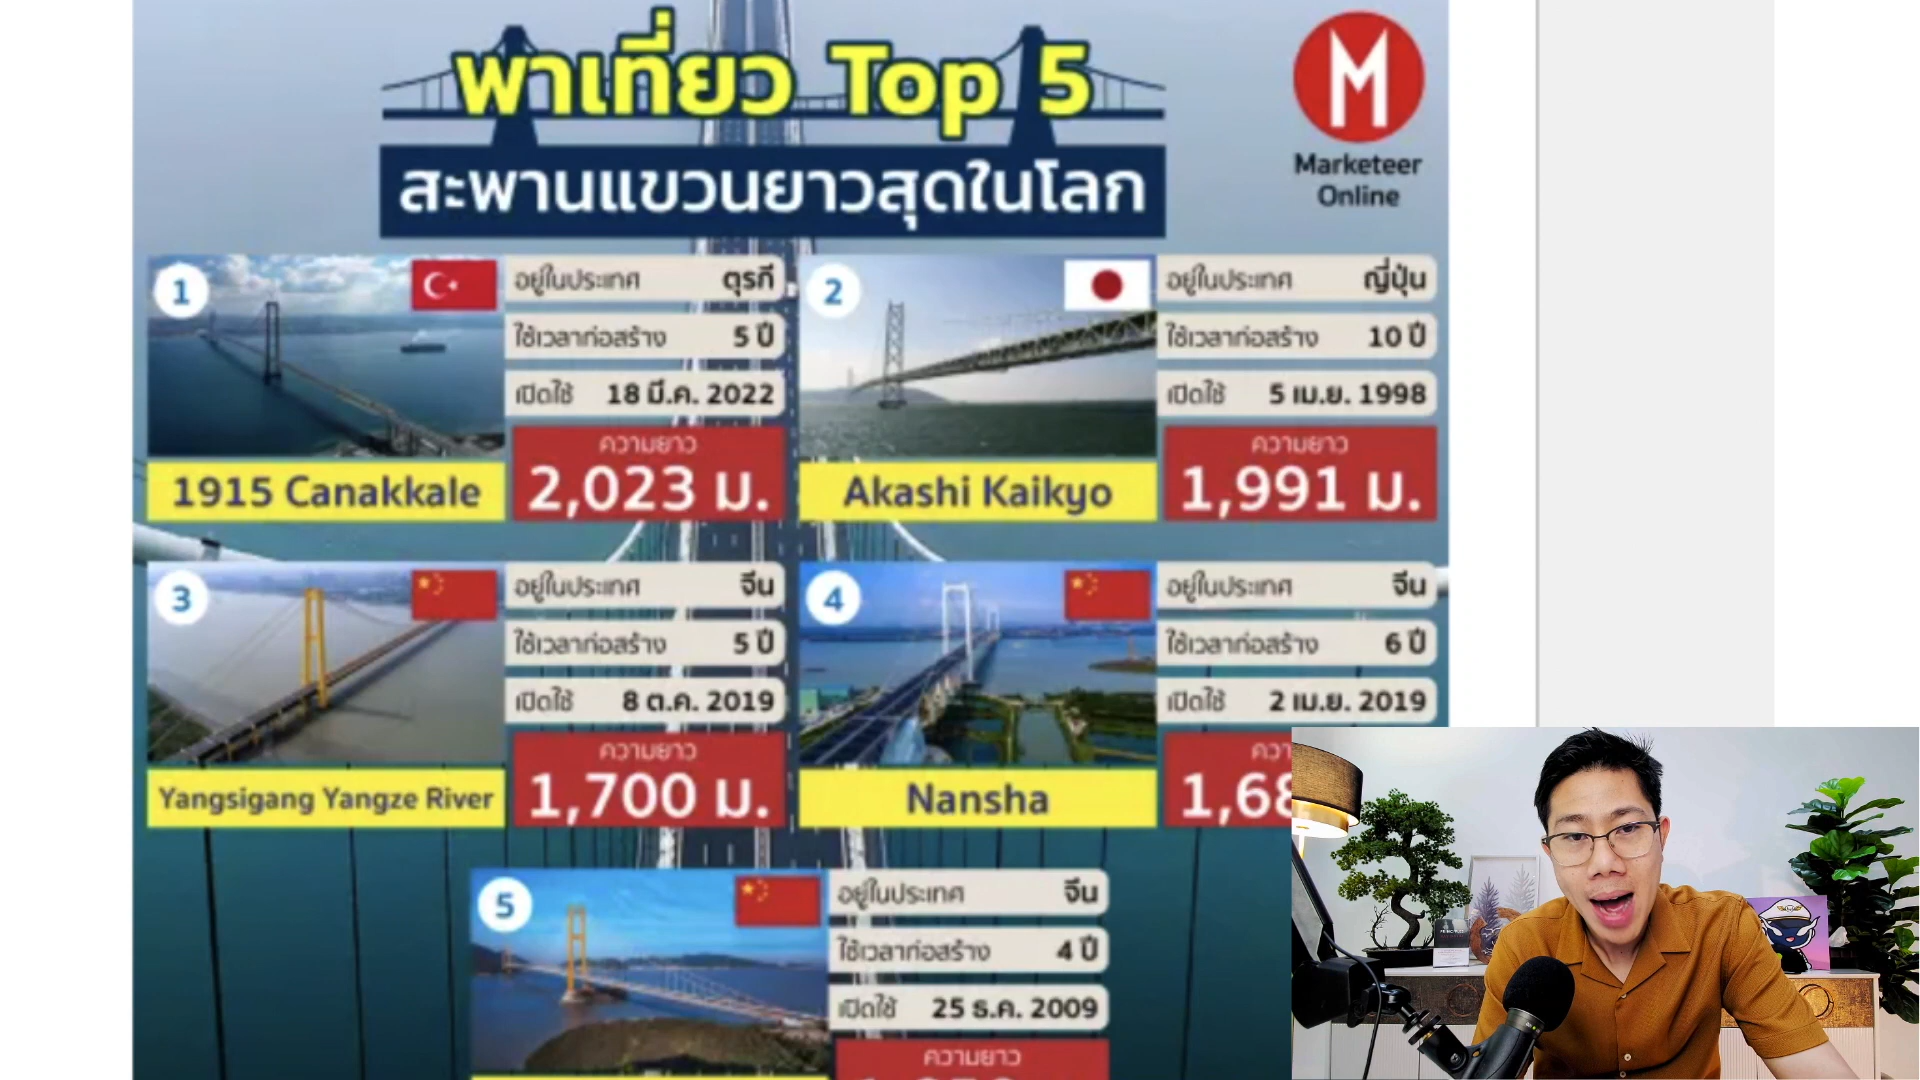 พาเที่ยว Top 5
สะพานแขวนยาวสุดในโลก
Marketeer
Online
1
อยู่ในประเทศ ตุรกี
ใช้เวลาก่อสร้าง 5 ปี
เปิดใช้ 18 มี.ค. 2022
ความยาว
2,023 ม.
1915 Canakkale
2
อยู่ในประเทศ ญี่ปุ่น
ใช้เวลาก่อสร้าง 10 ปี
เปิดใช้ 5 เม.ย. 1998
ความยาว
1,991 ม.
Akashi Kaikyo
3
อยู่ในประเทศ จีน
ใช้เวลาก่อสร้าง 5 ปี
เปิดใช้ 8 ต.ค. 2019
ความยาว
1,700 ม.
Yangsigang Yangze River
4
อยู่ในประเทศ จีน
ใช้เวลาก่อสร้าง 6 ปี
เปิดใช้ 2 เม.ย. 2019
Nansha
5
อยู่ในประเทศ จีน
ใช้เวลาก่อสร้าง 4 ปี
เปิดใช้ 25 ธ.ค. 2009
ความยาว